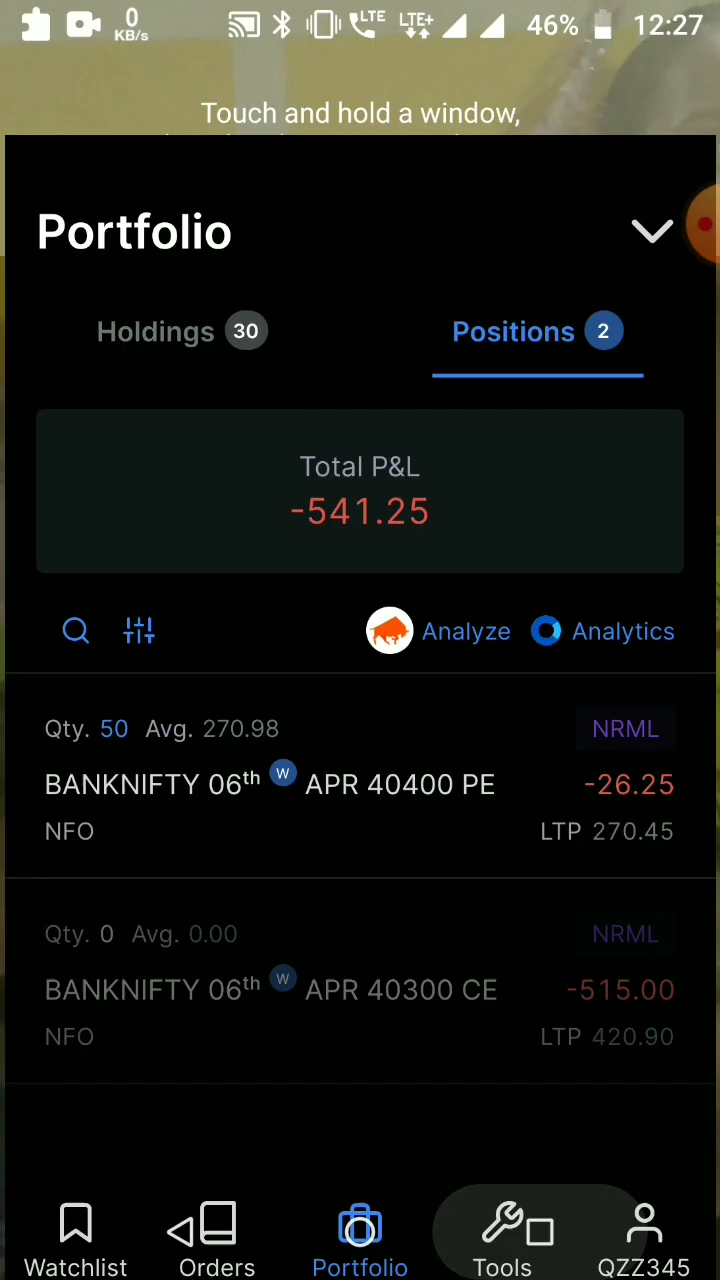 0
KB/s
LTE
LTE+
46%
12:27
Touch and hold a window,
Portfolio
Holdings 30
Positions 2
Total P&L
-541.25
Analyze
Analytics
Qty. 50 Avg. 270.98
NRML
BANKNIFTY 06th W APR 40400 PE
-26.25
NFO
LTP 270.45
Qty. 0 Avg. 0.00
NRML
BANKNIFTY 06th W APR 40300 CE
-515.00
NFO
LTP 420.90
Watchlist
Orders
Portfolio
Tools
QZZ345